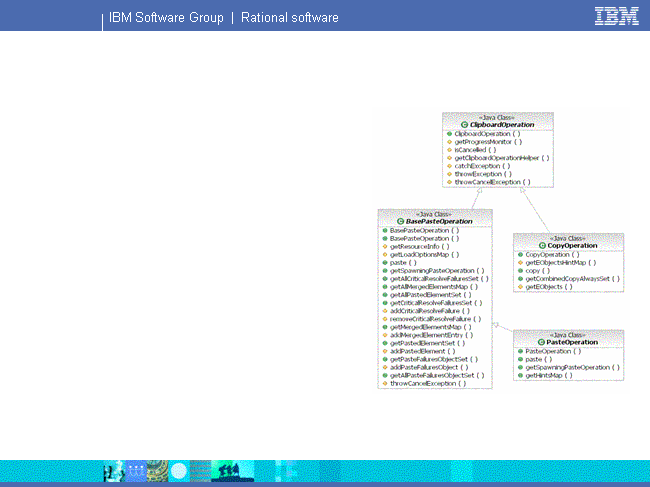 IBM Software Group | Rational software
IBM
«Java Class»
ClipboardOperation
ClipboardOperation ( )
getProgressMonitor ( )
isCancelled ( )
getClipboardOperationHelper ( )
catchException ( )
throwException ( )
throwCancelException ( )
«Java Class»
BasePasteOperation
BasePasteOperation ( )
BasePasteOperation ( )
getResourceInfo ( )
getLoadOptionsMap ( )
paste ( )
getSpawningPasteOperation ( )
getAllCriticalResolveFailuresSet ( )
getAllMergedElementsMap ( )
getAllPastedElementSet ( )
getCriticalResolveFailuresSet ( )
addCriticalResolveFailure ( )
removeCriticalResolveFailure ( )
getMergedElementsMap ( )
addMergedElementEntry ( )
getPastedElementSet ( )
addPastedElement ( )
getPasteFailuresObjectSet ( )
addPasteFailuresObject ( )
getAllPasteFailuresObjectSet ( )
throwCancelException ( )
«Java Class»
CopyOperation
CopyOperation ( )
getEObjectsHintMap ( )
copy ( )
getCombinedCopyAlwaysSet ( )
getEObjects ( )
«Java Class»
PasteOperation
PasteOperation ( )
paste ( )
getSpawningPasteOperation ( )
getHintsMap ( )